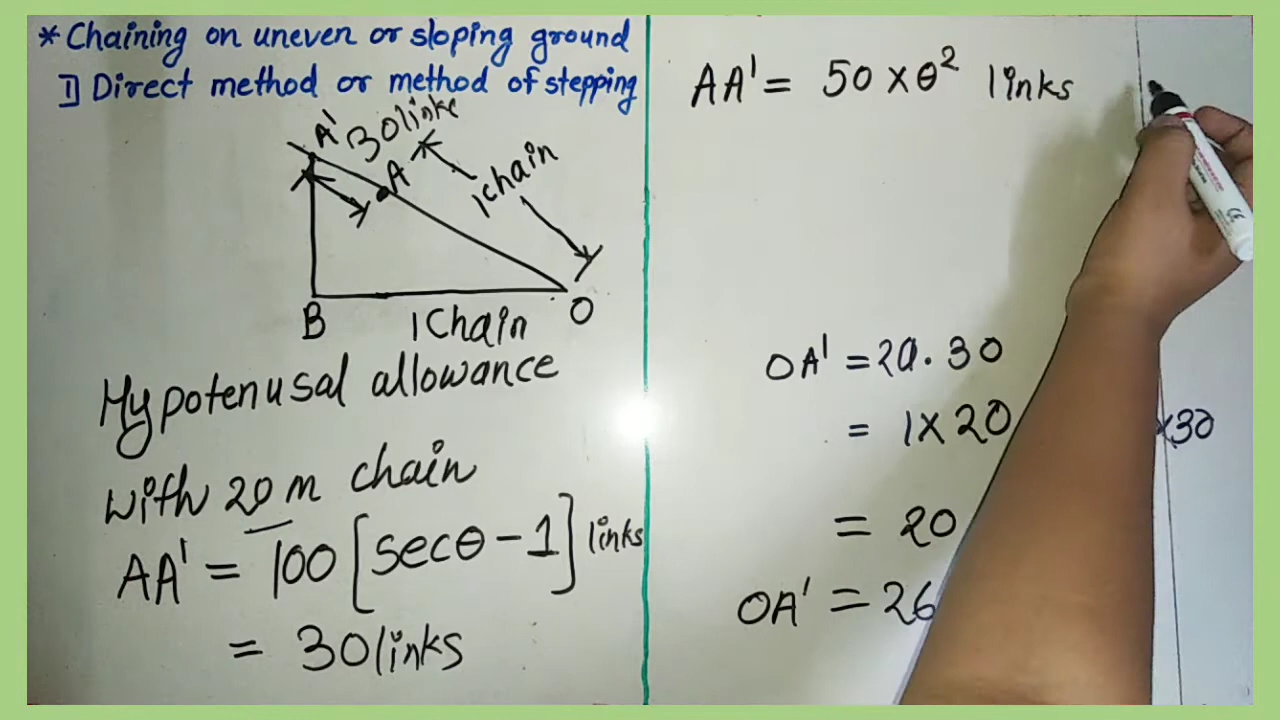 * Chaining on uneven or sloping ground
1] Direct method or method of stepping
A' 30 links
A
1 chain
B 1 Chain O
Hypotenusal allowance
with 20 m chain
AA' = 100 [secθ - 1] links
= 30 links
AA' = 50 × θ² links
OA' = 20.30
= 1 × 20 ×30
= 20
OA' = 26